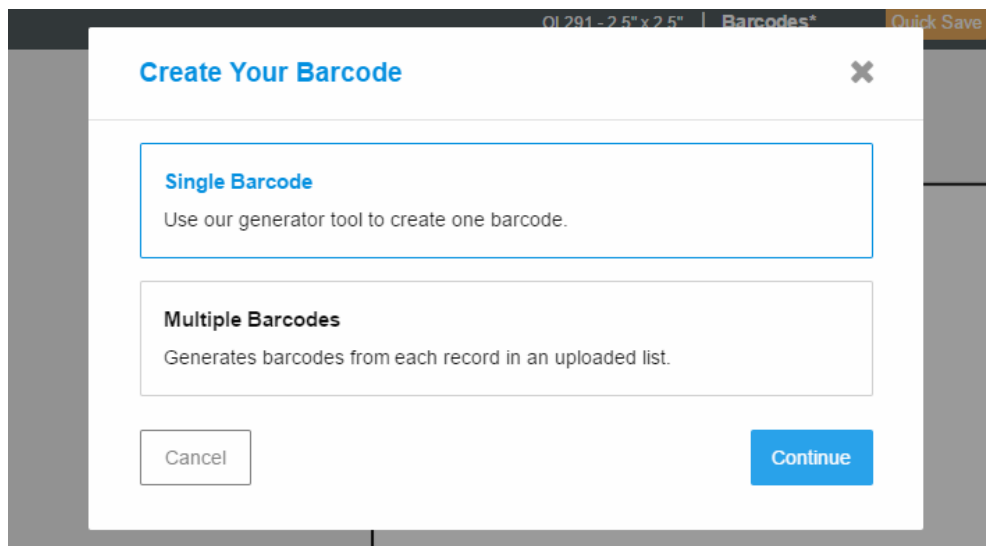 OL291 - 2.5" x 2.5" | Barcodes* Quick Save
Create Your Barcode
Single Barcode
Use our generator tool to create one barcode.
Multiple Barcodes
Generates barcodes from each record in an uploaded list.
Cancel Continue